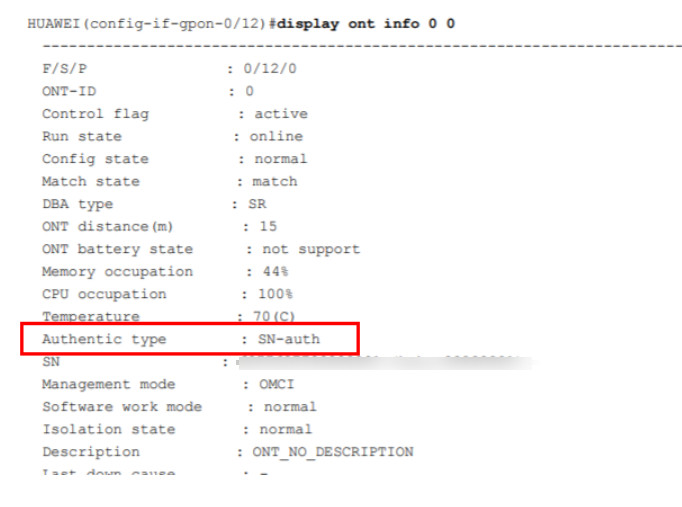 HUAWEI(config-if-gpon-0/12)#display ont info 0 0
--------------------------------------------------------------------------
F/S/P : 0/12/0
ONT-ID : 0
Control flag : active
Run state : online
Config state : normal
Match state : match
DBA type : SR
ONT distance(m) : 15
ONT battery state : not support
Memory occupation : 44%
CPU occupation : 100%
Temperature : 70(C)
Authentic type : SN-auth
SN :
Management mode : OMCI
Software work mode : normal
Isolation state : normal
Description : ONT_NO_DESCRIPTION
Last down cause : -